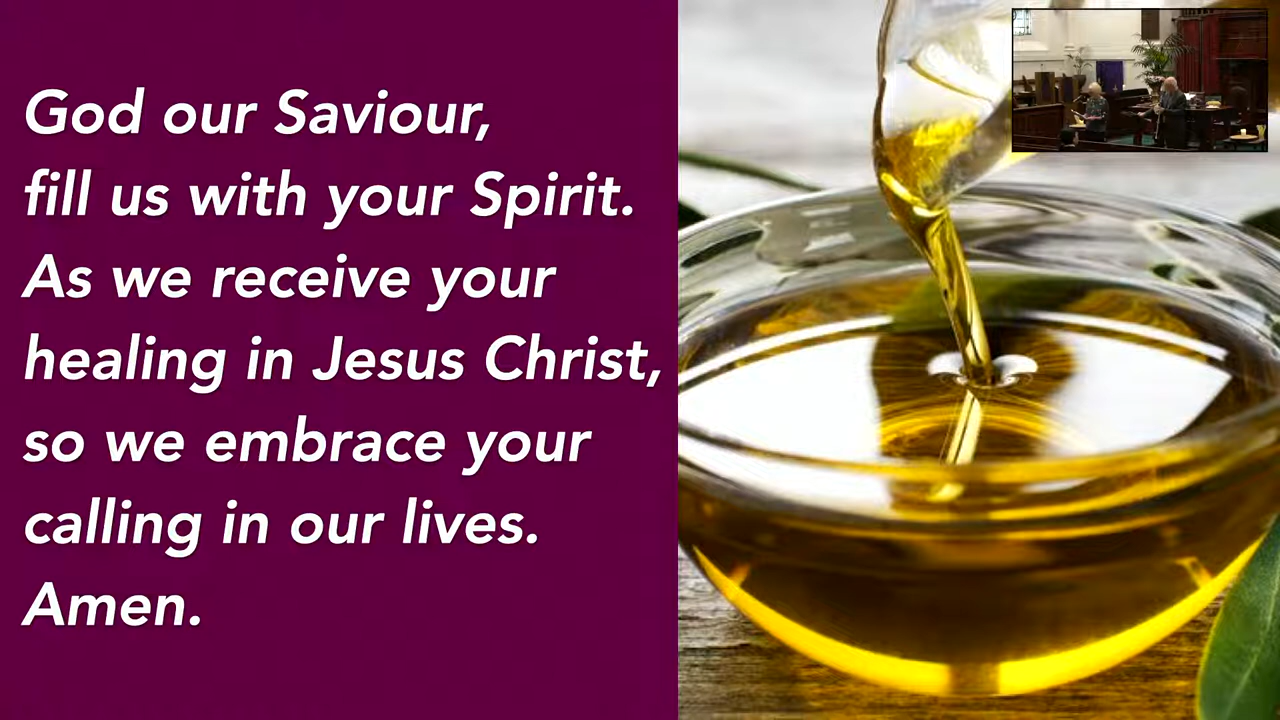 God our Saviour,
fill us with your Spirit.
As we receive your
healing in Jesus Christ,
so we embrace your
calling in our lives.
Amen.